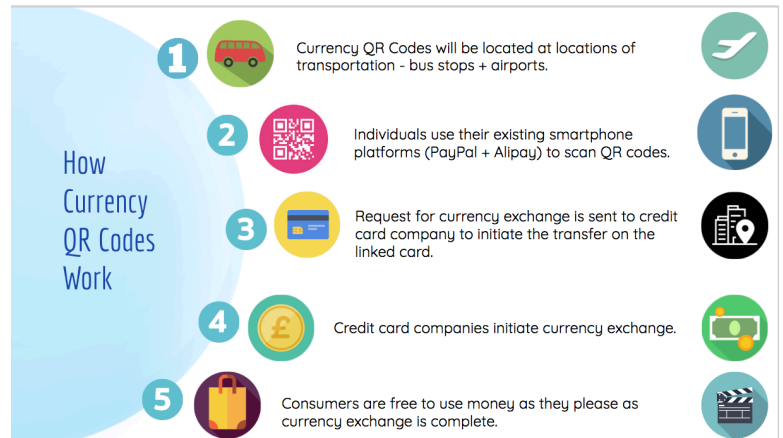 How
Currency
QR Codes
Work
1
Currency QR Codes will be located at locations of
transportation - bus stops + airports.
2
Individuals use their existing smartphone
platforms (PayPal + Alipay) to scan QR codes.
3
Request for currency exchange is sent to credit
card company to initiate the transfer on the
linked card.
4
£
Credit card companies initiate currency exchange.
5
Consumers are free to use money as they please as
currency exchange is complete.